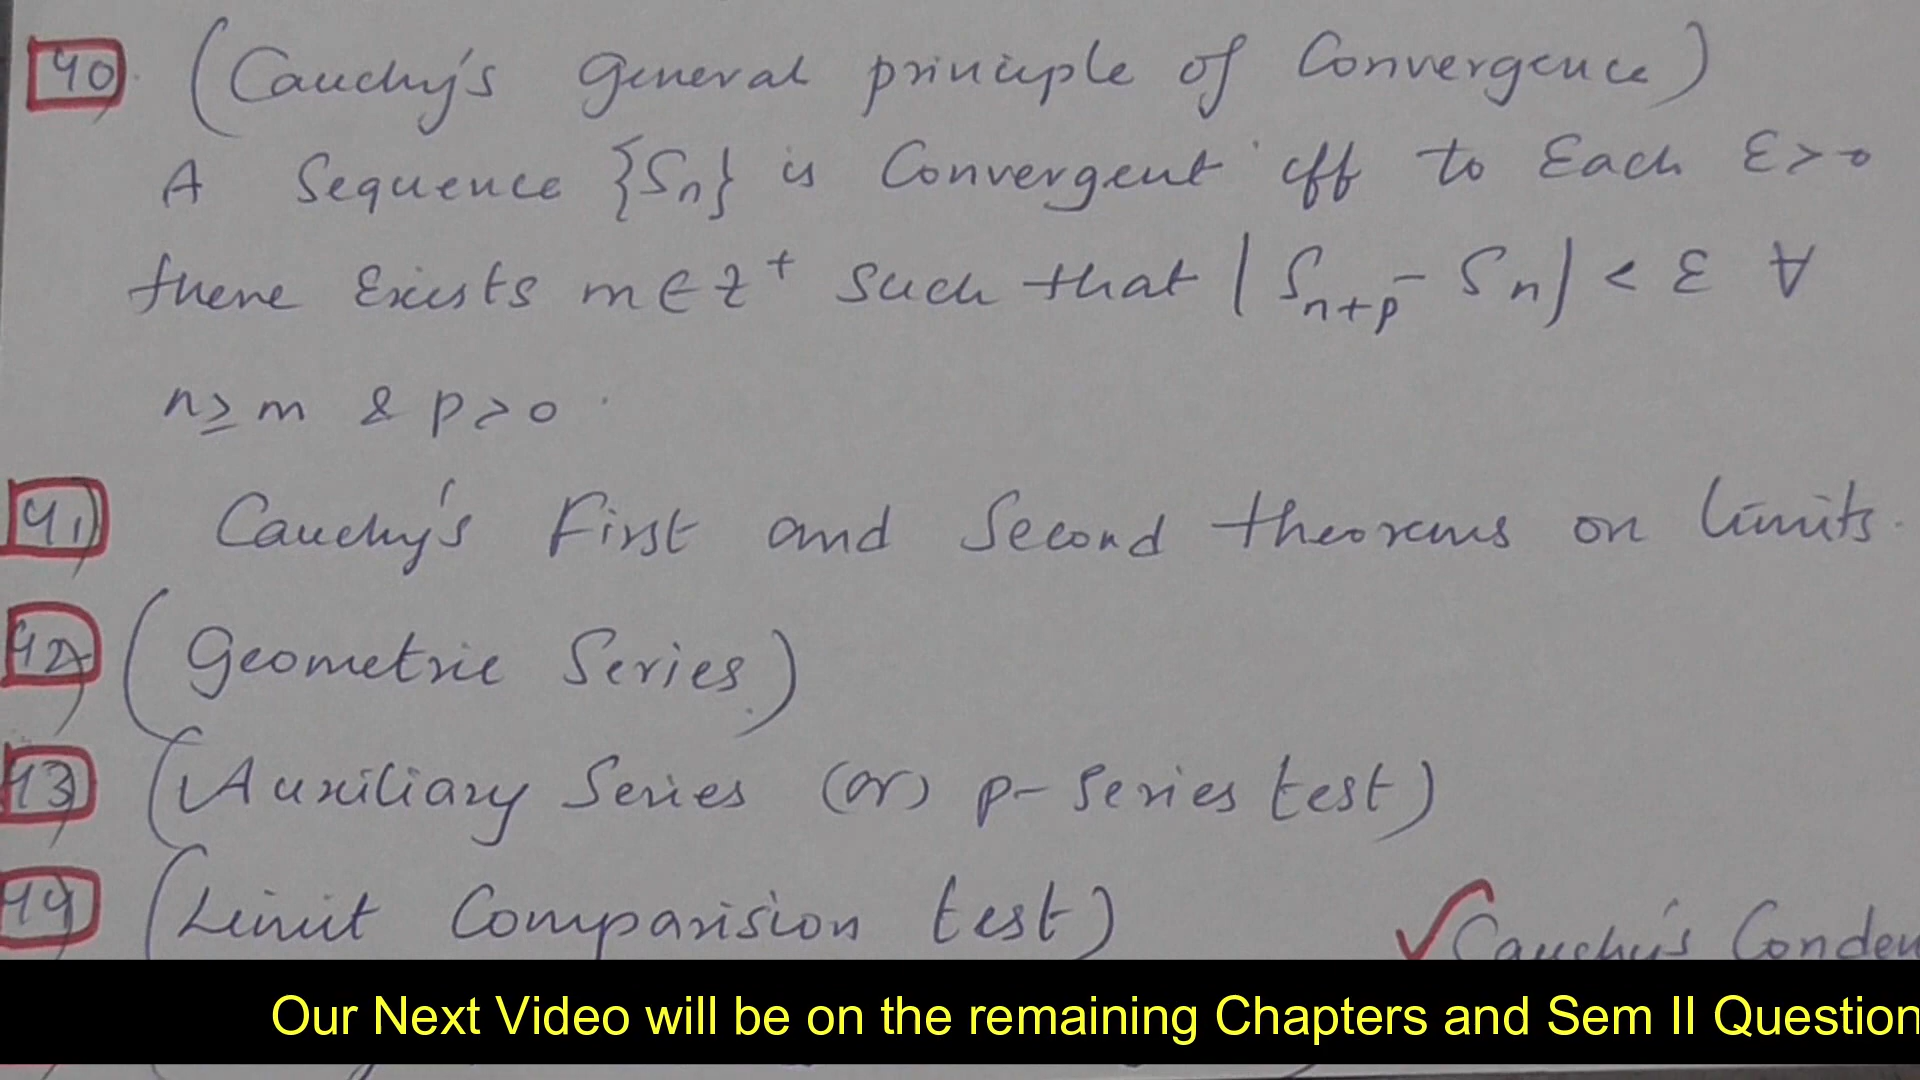 40) (Cauchy's general principle of Convergence)
A Sequence {Sn} is Convergent iff to Each ε>0
there Exists m∈Z+ such that |Sn+p - Sn| < ε ∀
n≥m & p>0.
41) Cauchy's First and Second theorems on limits.
42) (Geometric Series)
43) (Auxiliary Series (or) p-Series test)
44) (Limit Comparision test) ✓Cauchy's Conden
Our Next Video will be on the remaining Chapters and Sem II Question